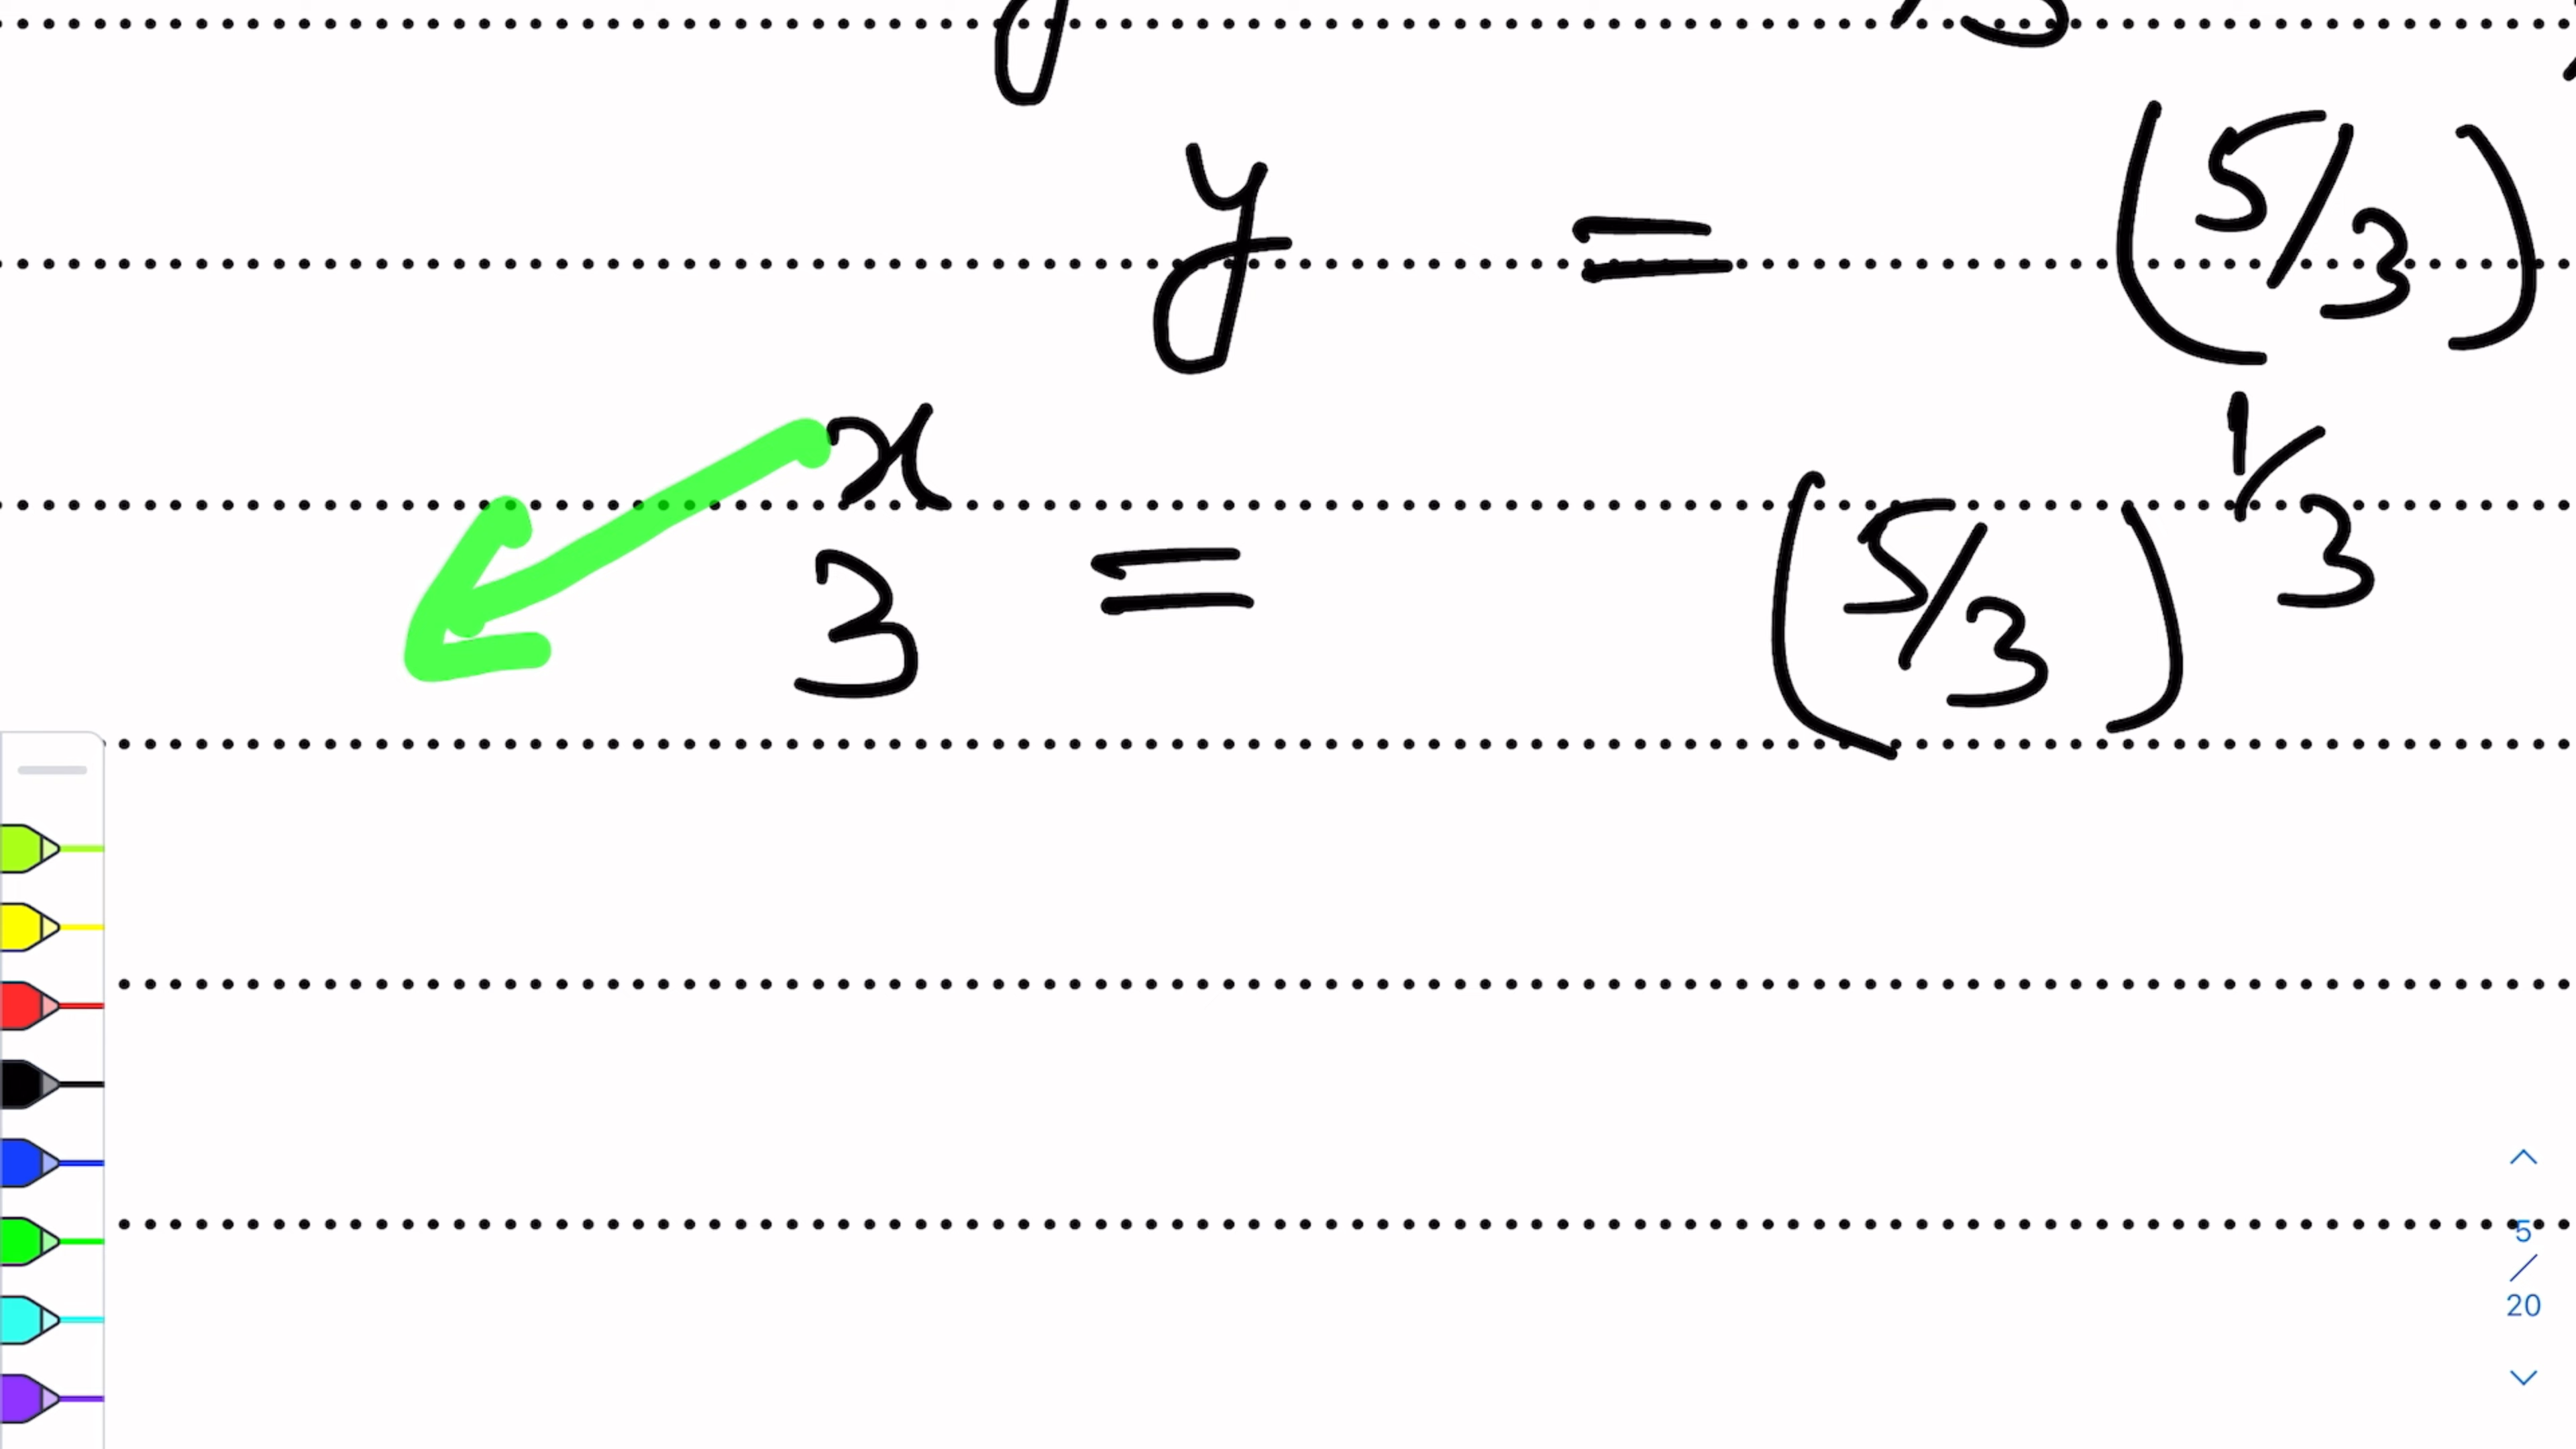 y = (5/3)
3^x = (5/3)^1/3
5
/
20